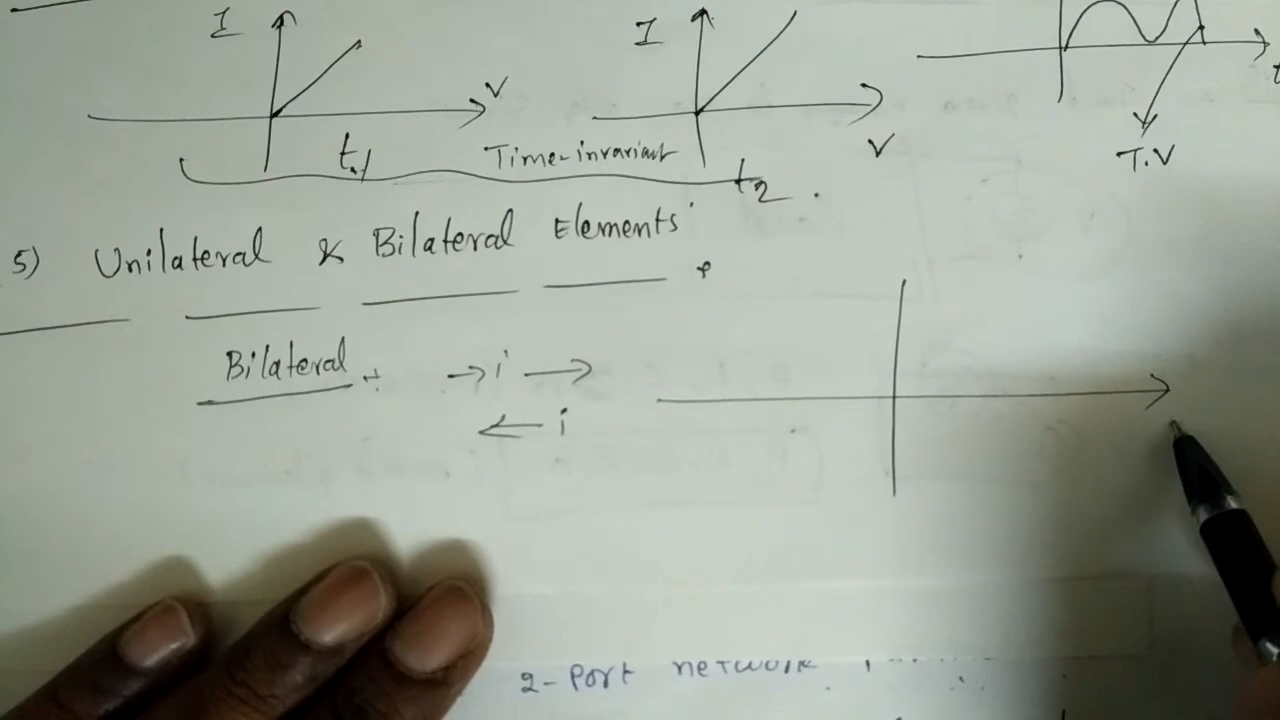 I
V
t1
I
V
t2
Time-invariant
t
T.V
5) Unilateral & Bilateral Elements
Bilateral
→ i →
← i
2-Port network